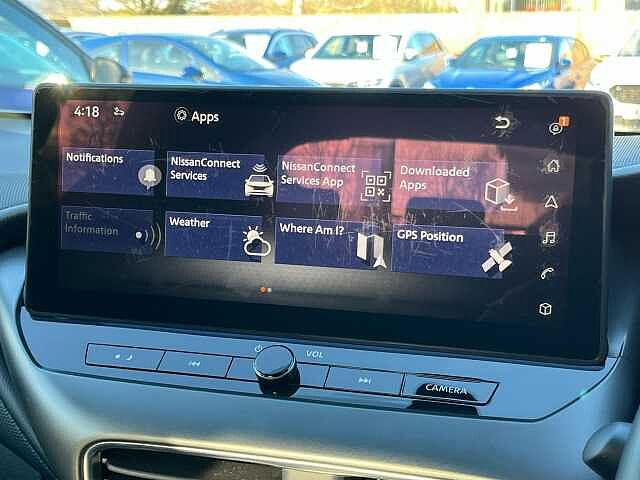 4:18
Apps
1
Notifications
NissanConnect
Services
NissanConnect
Services App
Downloaded
Apps
Traffic
Information
Weather
Where Am I?
GPS Position
VOL
CAMERA